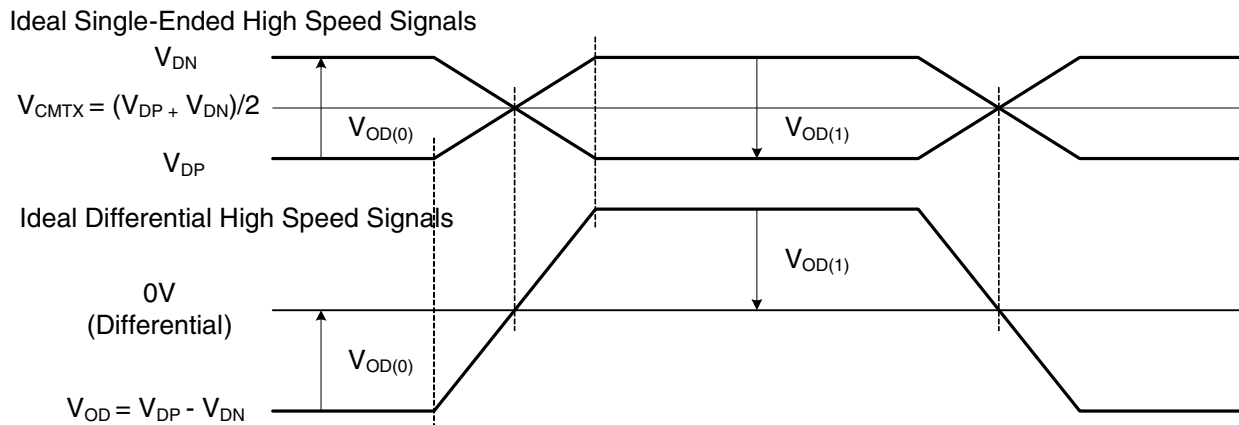 Ideal Single-Ended High Speed Signals
V_DN
V_CMTX = (V_DP + V_DN)/2
V_OD(0)
V_OD(1)
V_DP
Ideal Differential High Speed Signals
V_OD(1)
0V
(Differential)
V_OD(0)
V_OD = V_DP - V_DN